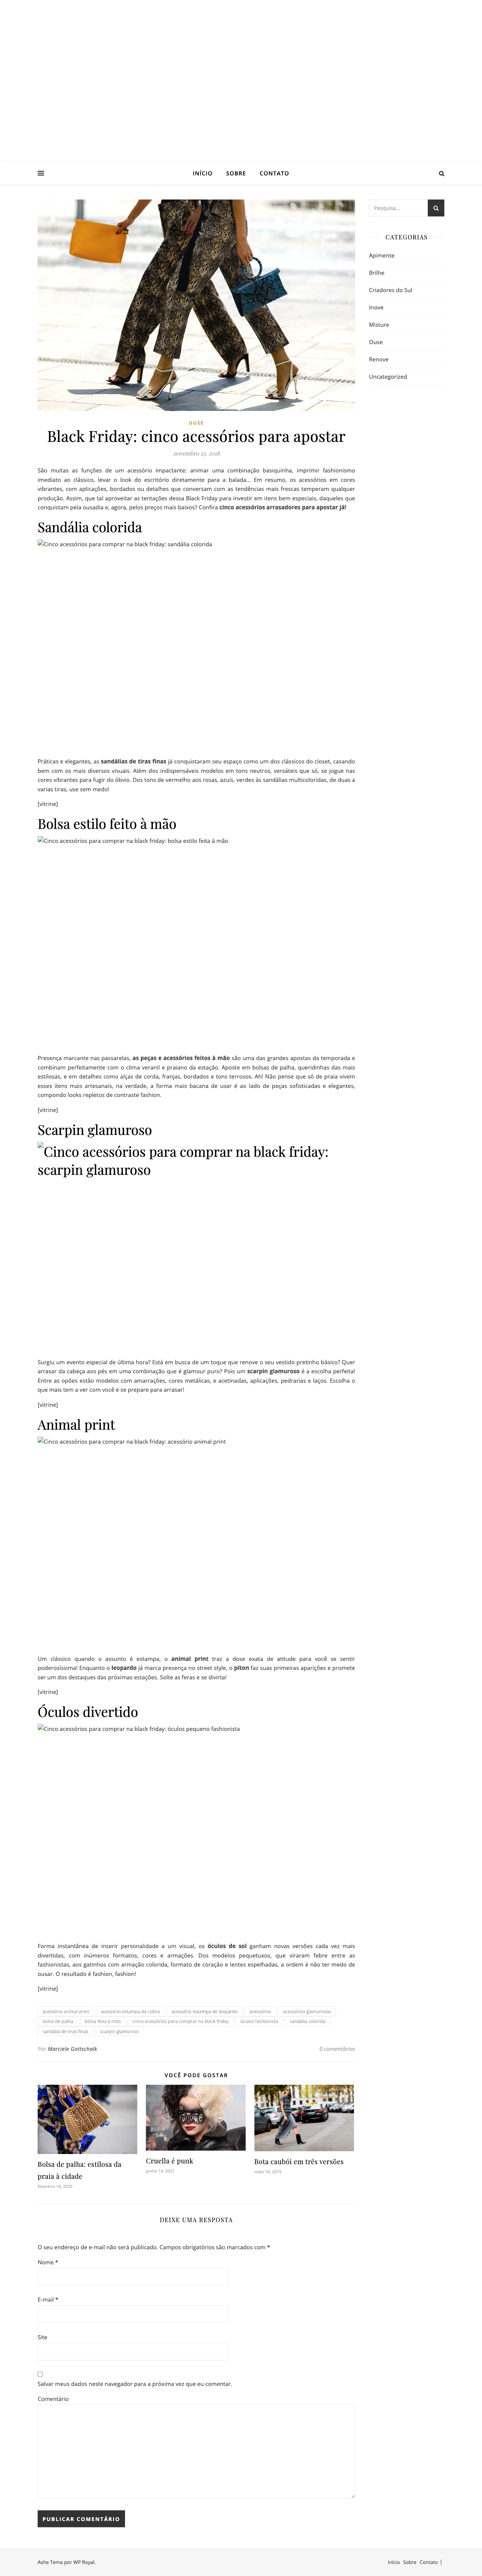 INÍCIO SOBRE CONTATO
Pesquisa...
CATEGORIAS
Apimente
Brilhe
Criadores do Sul
Inove
Misture
Ouse
Renove
Uncategorized
OUSE
Black Friday: cinco acessórios para apostar
novembro 23, 2018
São muitas as funções de um acessório impactante: animar uma combinação basiquinha, imprimir fashionismo
imediato ao clássico, levar o look do escritório diretamente para a balada... Em resumo, os acessórios em cores
vibrantes, com aplicações, bordados ou detalhes que conversam com as tendências mais frescas temperam qualquer
produção. Assim, que tal aproveitar as tentações dessa Black Friday para investir em itens bem especiais, daqueles que
conquistam pela ousadia e, agora, pelos preços mais baixos? Confira cinco acessórios arrasadores para apostar já!
Sandália colorida
Cinco acessórios para comprar na black friday: sandália colorida
Práticas e elegantes, as sandálias de tiras finas já conquistaram seu espaço como um dos clássicos do closet, casando
bem com os mais diversos visuais. Além dos indispensáveis modelos em tons neutros, versáteis que só, se jogue nas
cores vibrantes para fugir do óbvio. Dos tons de vermelho aos rosas, azuis, verdes às sandálias multicoloridas, de duas a
varias tiras, use sem medo!
[vitrine]
Bolsa estilo feito à mão
Cinco acessórios para comprar na black friday: bolsa estilo feita à mão
Presença marcante nas passarelas, as peças e acessórios feitos à mão são uma das grandes apostas da temporada e
combinam perfeitamente com o clima veranil e praiano da estação. Aposte em bolsas de palha, queridinhas das mais
estilosas, e em detalhes como alças de corda, franjas, bordados e tons terrosos. Ah! Não pense que só de praia vivem
esses itens mais artesanais, na verdade, a forma mais bacana de usar é ao lado de peças sofisticadas e elegantes,
compondo looks repletos de contraste fashion.
[vitrine]
Scarpin glamuroso
Cinco acessórios para comprar na black friday:
scarpin glamuroso
Surgiu um evento especial de última hora? Está em busca de um toque que renove o seu vestido pretinho básico? Quer
arrasar da cabeça aos pés em uma combinação que é glamour puro? Pois um scarpin glamuroso é a escolha perfeita!
Entre as opões estão modelos com amarrações, cores metálicas, e acetinadas, aplicações, pedrarias e laços. Escolha o
que mais tem a ver com você e se prepare para arrasar!
[vitrine]
Animal print
Cinco acessórios para comprar na black friday: acessório animal print
Um clássico quando o assunto é estampa, o animal print traz a dose exata de atitude para você se sentir
poderosíssima! Enquanto o leopardo já marca presença no street style, o píton faz suas primeiras aparições e promete
ser um dos destaques das próximas estações. Solte as feras e se divirta!
[vitrine]
Óculos divertido
Cinco acessórios para comprar na black friday: óculos pequeno fashionista
Forma instantânea de inserir personalidade a um visual, os óculos de sol ganham novas versões cada vez mais
divertidas, com inúmeros formatos, cores e armações. Dos modelos pequetuxos, que viraram febre entre as
fashionistas, aos gatinhos com armação colorida, formato de coração e lentes espelhadas, a ordem é não ter medo de
ousar. O resultado é fashion, fashion!
[vitrine]
acessório animal print acessório estampa de cobra acessório estampa de leopardo acessórios acessórios glamurosos
bolsa de palha bolsa feita à mão cinco acessórios para comprar na black friday óculos fashionista sandália colorida
sandália de tiras finas scarpin glamuroso
Por Marciele Gottschalk 0 comentários
VOCÊ PODE GOSTAR
Bolsa de palha: estilosa da
praia à cidade
fevereiro 18, 2020
Cruella é punk
junho 14, 2021
Bota caubói em três versões
maio 16, 2019
DEIXE UMA RESPOSTA
O seu endereço de e-mail não será publicado. Campos obrigatórios são marcados com *
Nome *
E-mail *
Site
Salvar meus dados neste navegador para a próxima vez que eu comentar.
Comentário
PUBLICAR COMENTÁRIO
Ashe Tema por WP Royal.
Início Sobre Contato |